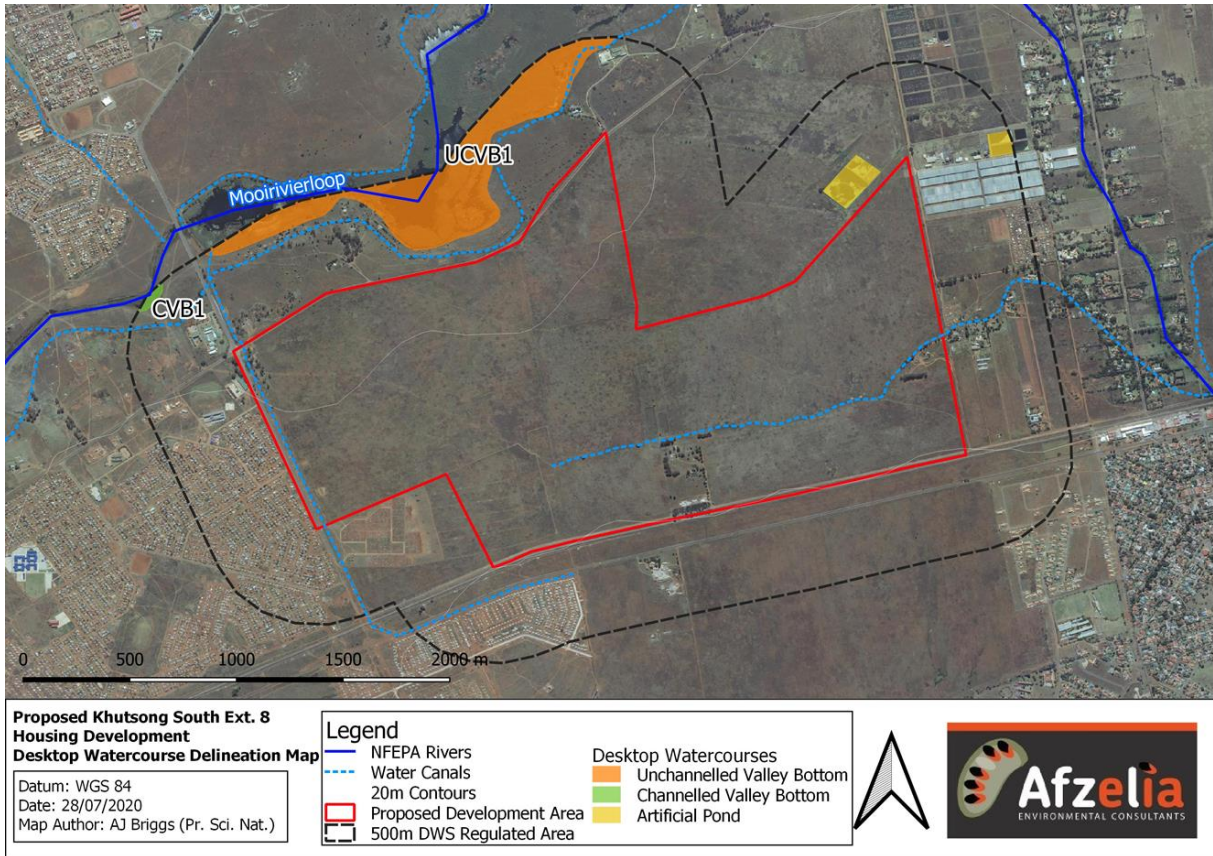 UCVB1
Mooirivierloop
CVB1
0 500 1000 1500 2000 m
Proposed Khutsong South Ext. 8
Housing Development
Desktop Watercourse Delineation Map
Datum: WGS 84
Date: 28/07/2020
Map Author: AJ Briggs (Pr. Sci. Nat.)
Legend
NFEPA Rivers
Water Canals
20m Contours
Proposed Development Area
500m DWS Regulated Area
Desktop Watercourses
Unchannelled Valley Bottom
Channelled Valley Bottom
Artificial Pond
Afzelia
ENVIRONMENTAL CONSULTANTS